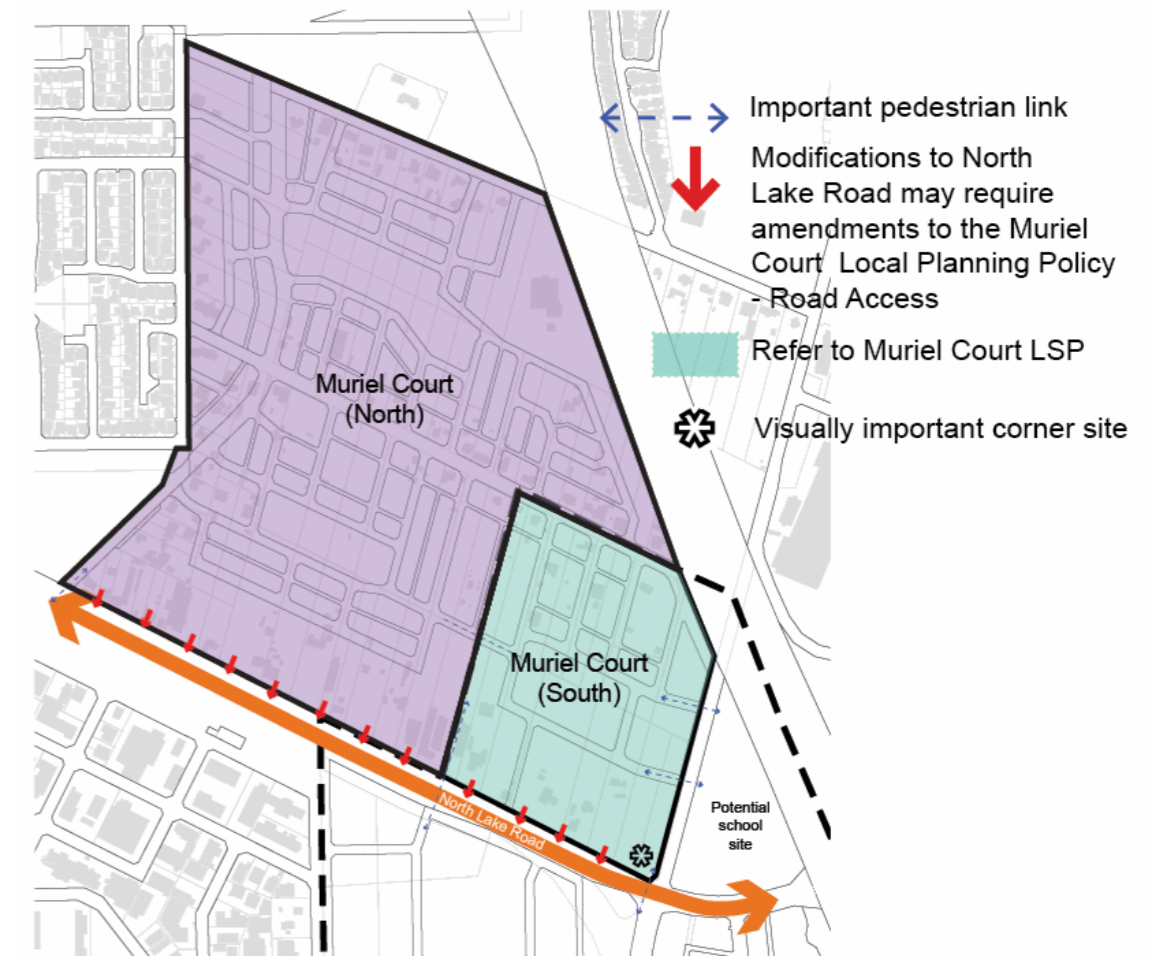 Important pedestrian link
Modifications to North
Lake Road may require
amendments to the Muriel
Court Local Planning Policy
- Road Access
Refer to Muriel Court LSP
Visually important corner site
Muriel Court
(North)
Muriel Court
(South)
North Lake Road
Potential
school
site